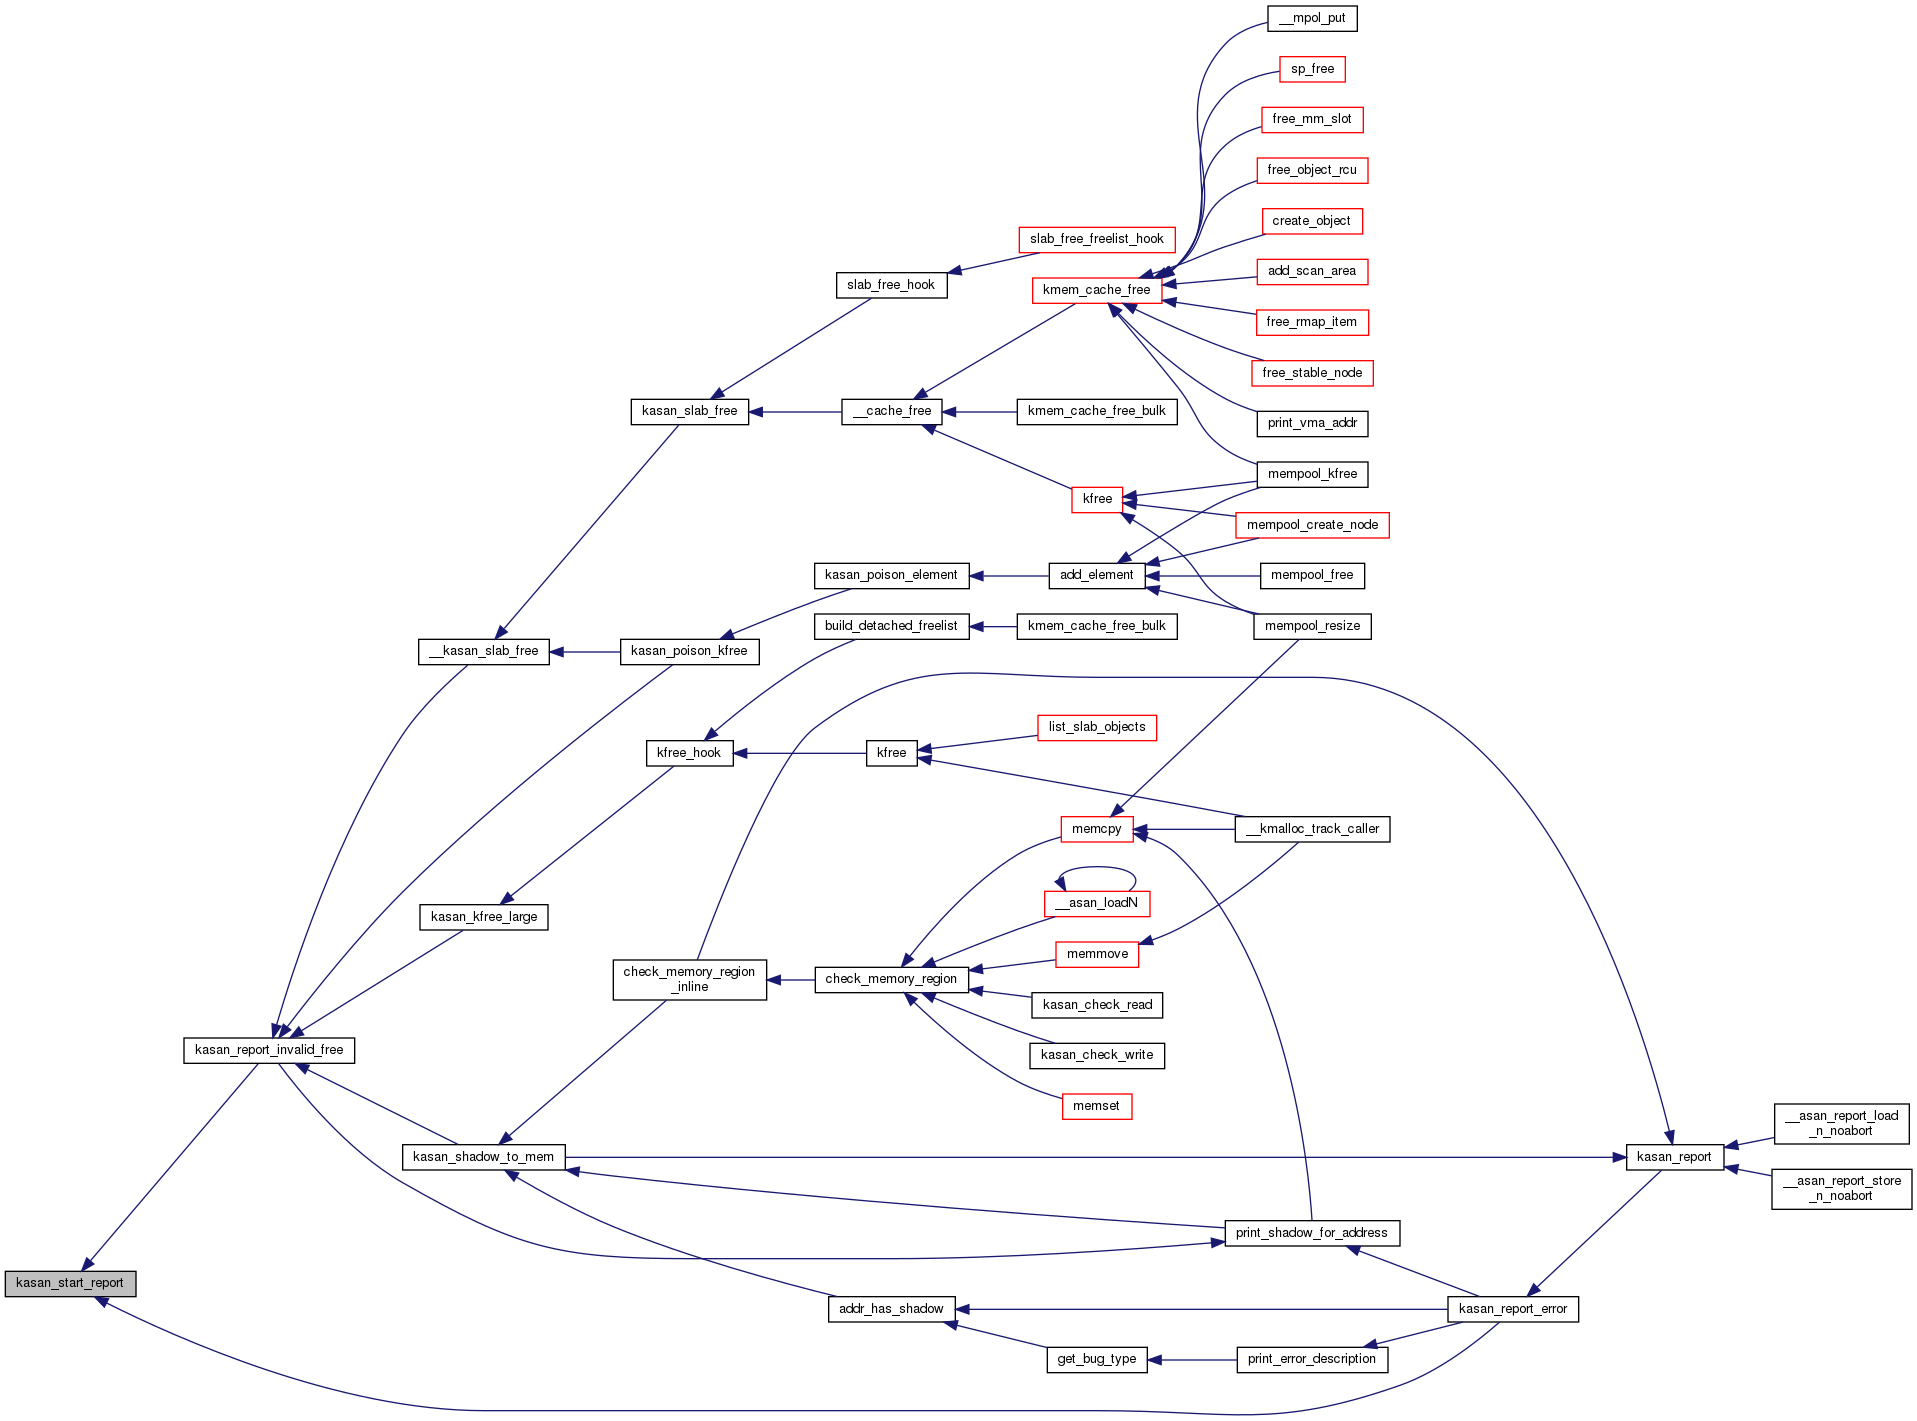 __mpol_put
sp_free
free_mm_slot
free_object_rcu
create_object
slab_free_freelist_hook
add_scan_area
slab_free_hook
kmem_cache_free
free_rmap_item
free_stable_node
kasan_slab_free
__cache_free
kmem_cache_free_bulk
print_vma_addr
mempool_kfree
kfree
mempool_create_node
kasan_poison_element
add_element
mempool_free
build_detached_freelist
kmem_cache_free_bulk
mempool_resize
__kasan_slab_free
kasan_poison_kfree
list_slab_objects
kfree_hook
kfree
memcpy
__kmalloc_track_caller
__asan_loadN
kasan_kfree_large
memmove
check_memory_region
_inline
check_memory_region
kasan_check_read
kasan_report_invalid_free
kasan_check_write
memset
__asan_report_load
_n_noabort
kasan_shadow_to_mem
kasan_report
__asan_report_store
_n_noabort
print_shadow_for_address
kasan_start_report
addr_has_shadow
kasan_report_error
get_bug_type
print_error_description